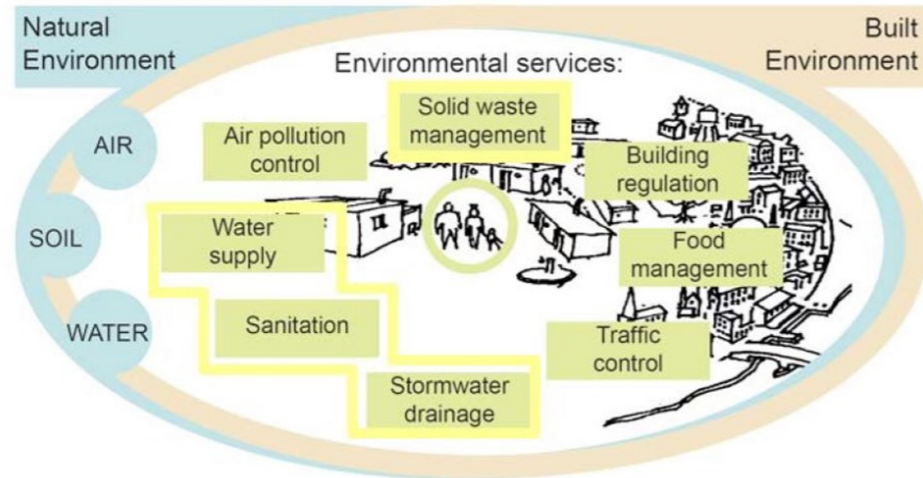 Natural
Environment
Built
Environment
Environmental services:
Solid waste
management
AIR
Air pollution
control
Building
regulation
SOIL
Water
supply
Food
management
WATER
Sanitation
Traffic
control
Stormwater
drainage